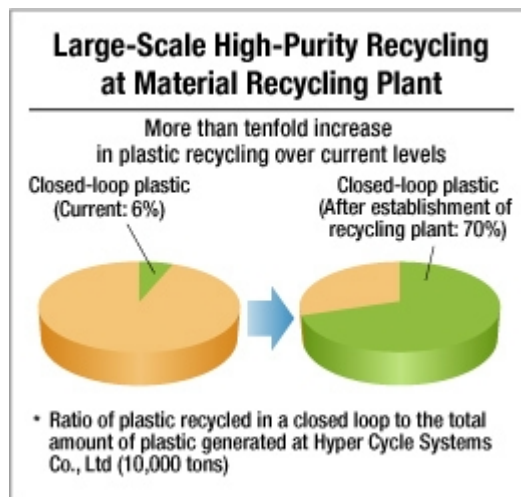 Large-Scale High-Purity Recycling
at Material Recycling Plant
More than tenfold increase
in plastic recycling over current levels
Closed-loop plastic
(Current: 6%)
Closed-loop plastic
(After establishment of
recycling plant: 70%)
* Ratio of plastic recycled in a closed loop to the total
amount of plastic generated at Hyper Cycle Systems
Co., Ltd (10,000 tons)